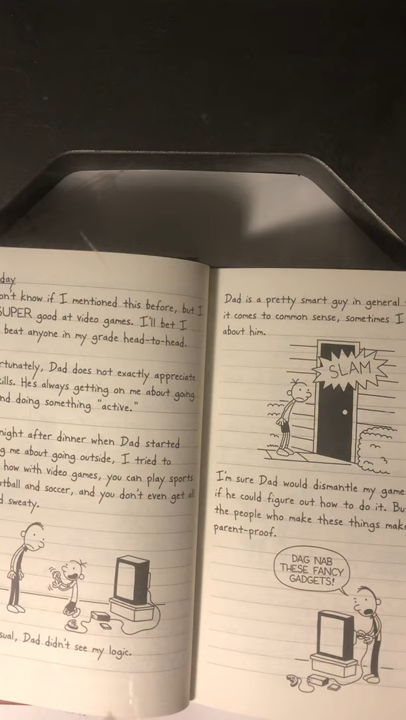 day
on't know if I mentioned this before, but I
SUPER good at video games. I'll bet I
beat anyone in my grade head-to-head.
rtunately, Dad does not exactly appreciate
kills. He's always getting on me about going
nd doing something "active."
night after dinner when Dad started
g me about going outside, I tried to
how with video games, you can play sports
otball and soccer, and you don't even get all
d sweaty.
sual, Dad didn't see my logic.
Dad is a pretty smart guy in general
it comes to common sense, sometimes I
about him.
SLAM
I'm sure Dad would dismantle my game
if he could figure out how to do it. Bu
the people who make these things make
parent-proof.
DAG NAB
THESE FANCY
GADGETS!